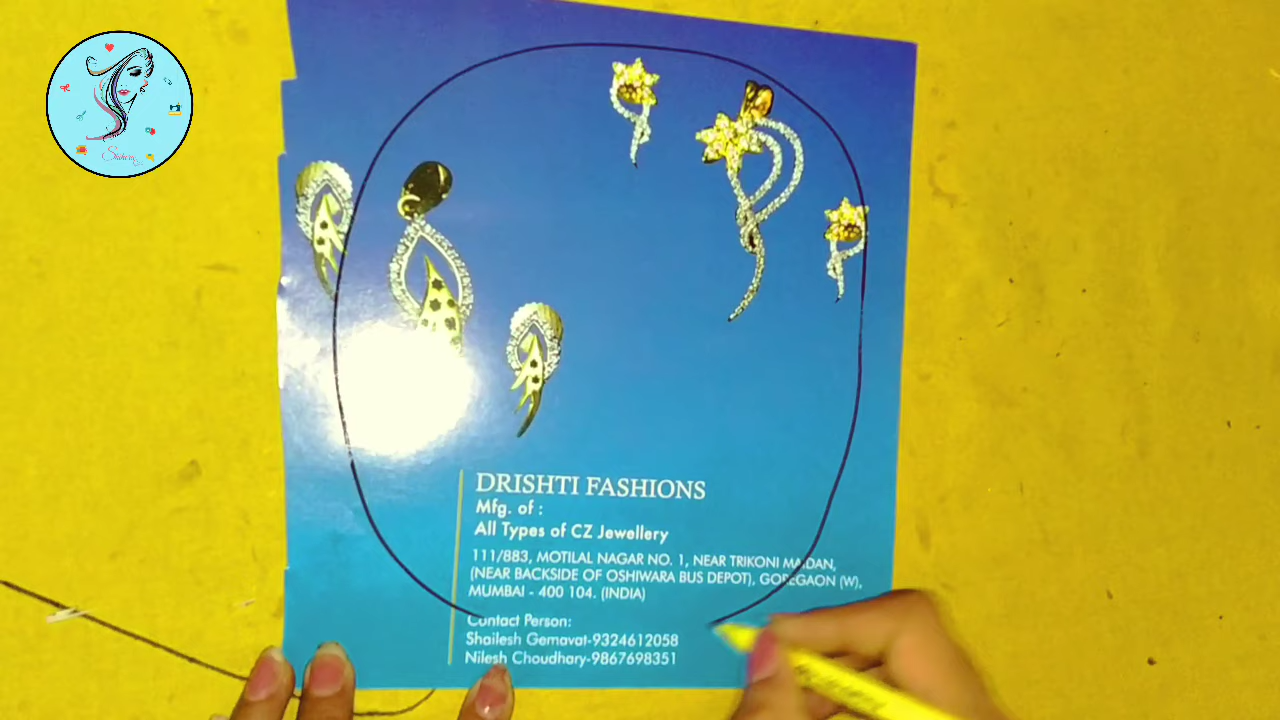 DRISHTI FASHIONS
Mfg. of :
All Types of CZ Jewellery
111/883, MOTILAL NAGAR NO. 1, NEAR TRIKONI MAIDAN,
(NEAR BACKSIDE OF OSHIWARA BUS DEPOT), GOREGAON (W),
MUMBAI - 400 104. (INDIA)
Contact Person:
Shailesh Gemavat-9324612058
Nilesh Choudhary-9867698351